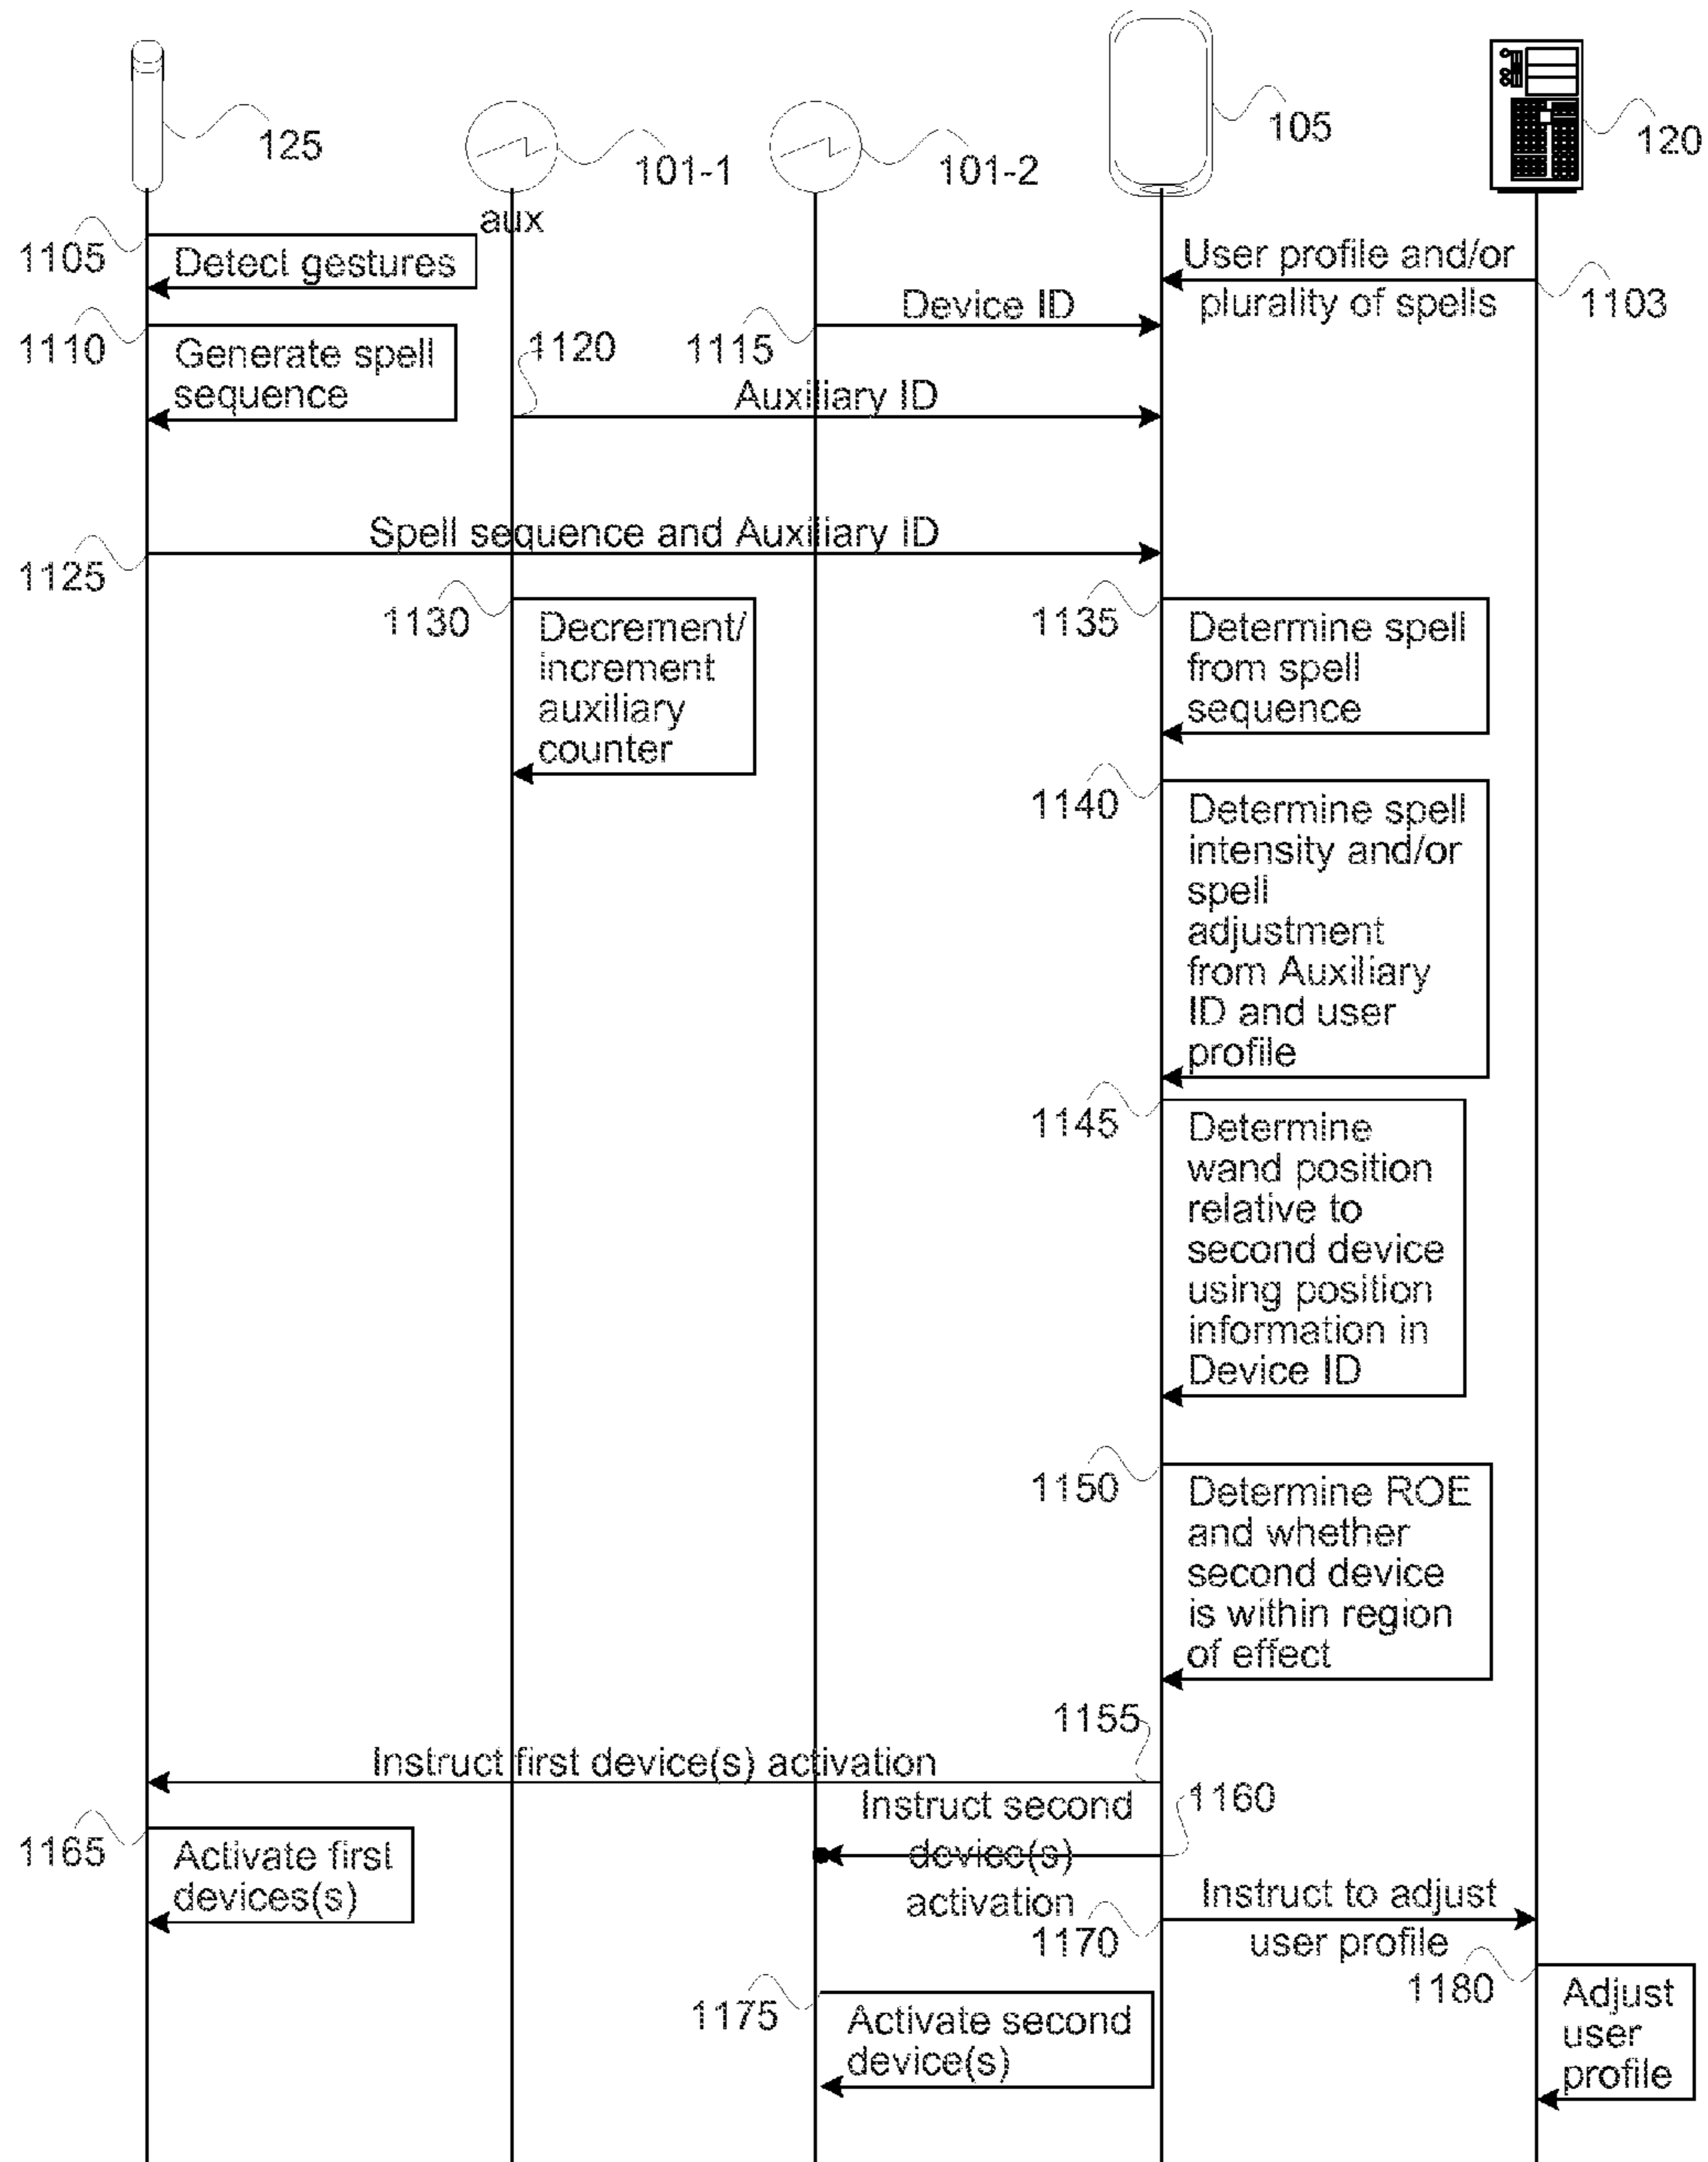 125
101-1
101-2
105
120
aux
1105
Detect gestures
User profile and/or
plurality of spells
1103
Device ID
1115
1110
Generate spell
sequence
1120
Auxiliary ID
Spell sequence and Auxiliary ID
1125
1130
Decrement/
increment
auxiliary
counter
1135
Determine spell
from spell
sequence
1140
Determine spell
intensity and/or
spell
adjustment
from Auxiliary
ID and user
profile
1145
Determine
wand position
relative to
second device
using position
information in
Device ID
1150
Determine ROE
and whether
second device
is within region
of effect
1155
Instruct first device(s) activation
1160
Instruct second
device(s)
activation
1165
Activate first
devices(s)
1170
Instruct to adjust
user profile
1175
Activate second
device(s)
1180
Adjust
user
profile